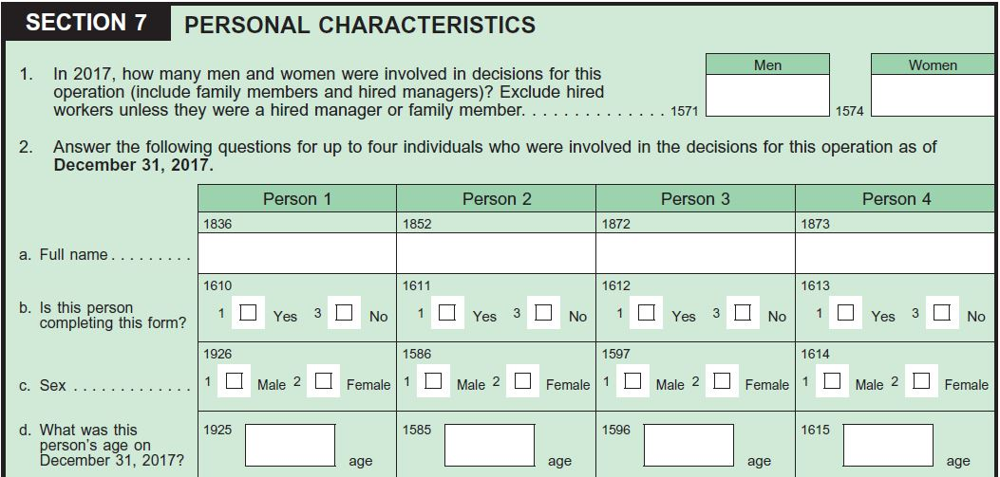 SECTION 7 PERSONAL CHARACTERISTICS
Men Women
1. In 2017, how many men and women were involved in decisions for this
operation (include family members and hired managers)? Exclude hired
workers unless they were a hired manager or family member. . . . . . . . . . . . . . . 1571 1574
2. Answer the following questions for up to four individuals who were involved in the decisions for this operation as of
December 31, 2017.
Person 1 Person 2 Person 3 Person 4
1836 1852 1872 1873
a. Full name . . . . . . . . .
1610 1611 1612 1613
b. Is this person
completing this form?
1 Yes 3 No 1 Yes 3 No 1 Yes 3 No 1 Yes 3 No
1926 1586 1597 1614
c. Sex . . . . . . . . . . . . . 1 Male 2 Female 1 Male 2 Female 1 Male 2 Female 1 Male 2 Female
d. What was this
person's age on
December 31, 2017?
1925 1585 1596 1615
age age age age